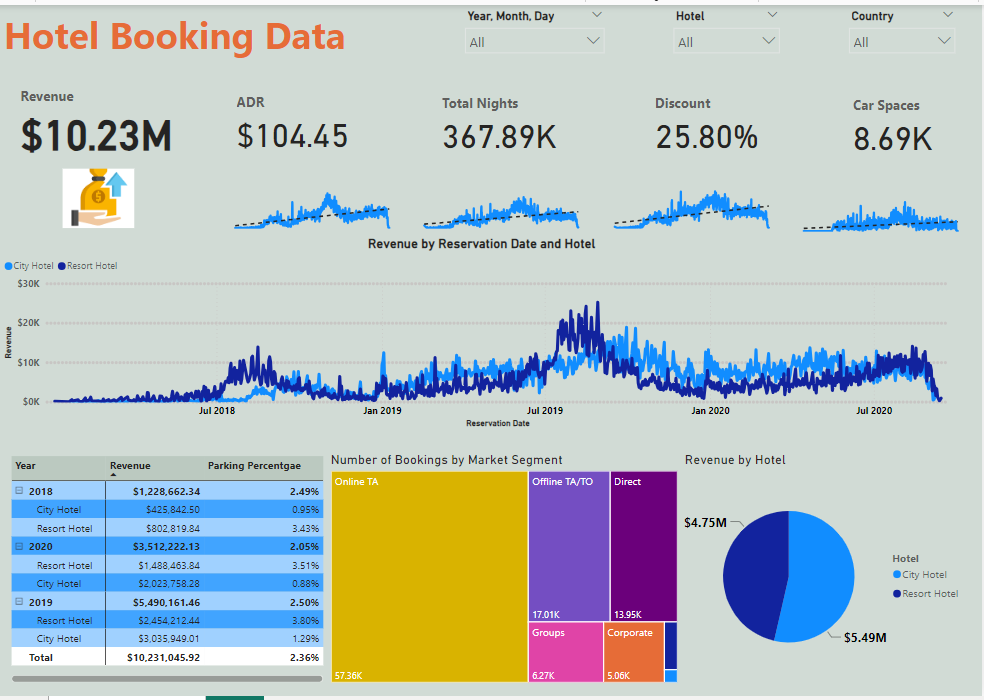 Hotel Booking Data
Year, Month, Day
All
Hotel
All
Country
All
Revenue
$10.23M
ADR
$104.45
Total Nights
367.89K
Discount
25.80%
Car Spaces
8.69K
Revenue by Reservation Date and Hotel
City Hotel Resort Hotel
$30K
$20K
$10K
$0K
Revenue
Jul 2018 Jan 2019 Jul 2019 Jan 2020 Jul 2020
Reservation Date
Year Revenue Parking Percentgae
2018 $1,228,662.34 2.49%
City Hotel $425,842.50 0.95%
Resort Hotel $802,819.84 3.43%
2020 $3,512,222.13 2.05%
Resort Hotel $1,488,463.84 3.51%
City Hotel $2,023,758.28 0.88%
2019 $5,490,161.46 2.50%
Resort Hotel $2,454,212.44 3.80%
City Hotel $3,035,949.01 1.29%
Total $10,231,045.92 2.36%
Number of Bookings by Market Segment
Online TA
57.36K
Offline TA/TO
17.01K
Direct
13.95K
Groups
6.27K
Corporate
5.06K
Revenue by Hotel
$4.75M
$5.49M
Hotel
City Hotel
Resort Hotel